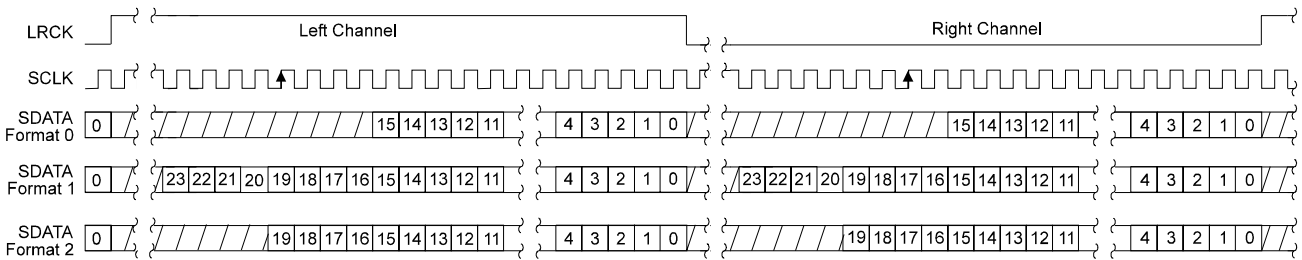 LRCK Left Channel Right Channel
SCLK
SDATA
Format 0 0 15 14 13 12 11 4 3 2 1 0 15 14 13 12 11 4 3 2 1 0
SDATA
Format 1 0 23 22 21 20 19 18 17 16 15 14 13 12 11 4 3 2 1 0 23 22 21 20 19 18 17 16 15 14 13 12 11 4 3 2 1 0
SDATA
Format 2 0 19 18 17 16 15 14 13 12 11 4 3 2 1 0 19 18 17 16 15 14 13 12 11 4 3 2 1 0